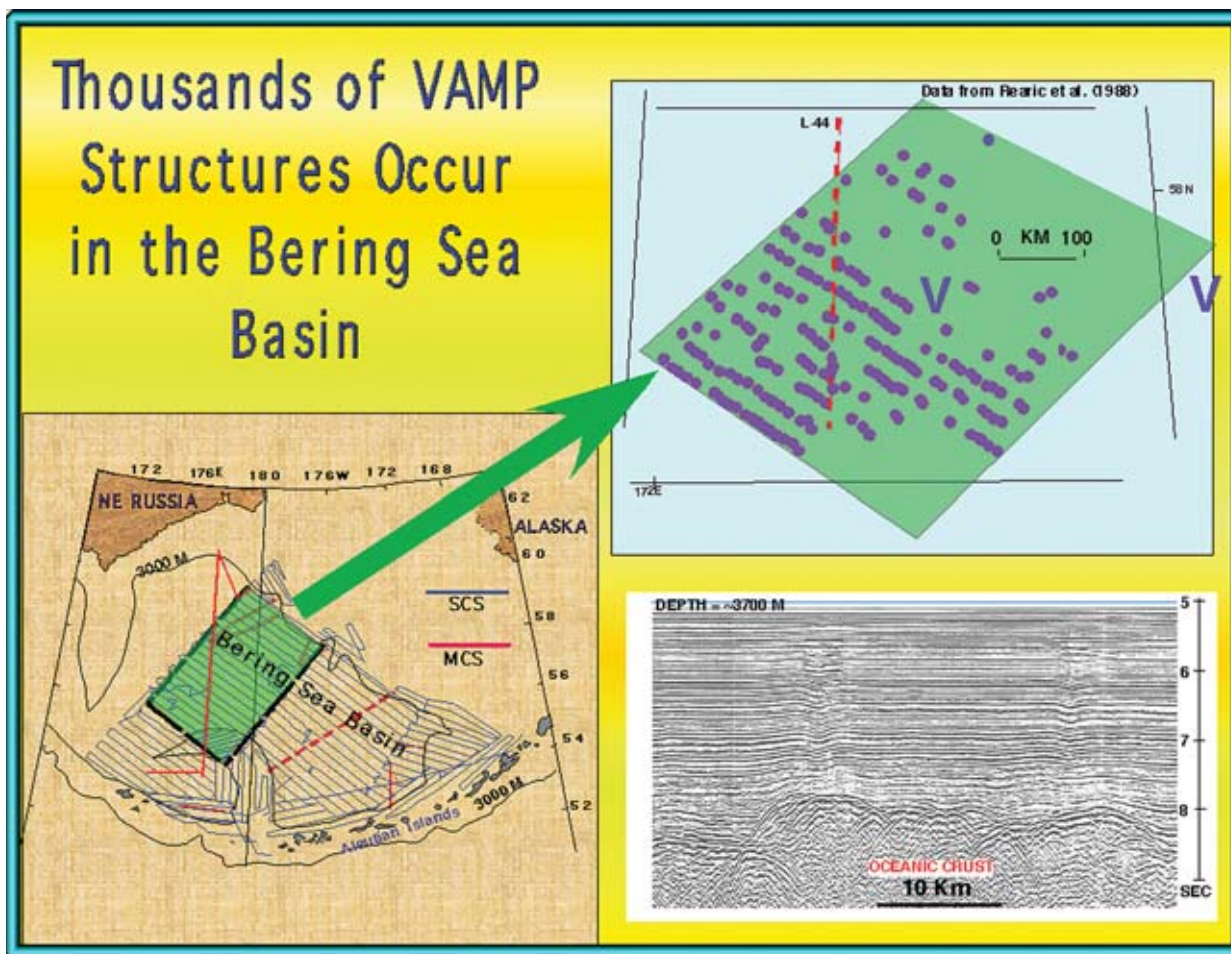 Thousands of VAMP
Structures Occur
in the Bering Sea
Basin
Data from Rearic et al. (1988)
L-44
58 N
0 KM 100
V
V
172E
172 176E 180 176W 172 168
NE RUSSIA
62
ALASKA
60
3000 M
SCS
58
MCS
56
Bering Sea Basin
54
3000 M
52
Aleutian Islands
DEPTH = ~3700 M
5
6
7
8
OCEANIC CRUST
10 Km
SEC